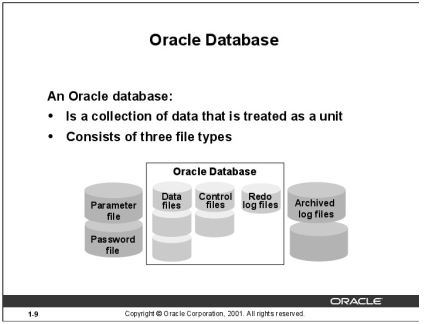 Oracle Database
An Oracle database:
• Is a collection of data that is treated as a unit
• Consists of three file types
Oracle Database
Parameter
file
Password
file
Data
files
Control
files
Redo
log files
Archived
log files
ORACLE
1-9
Copyright © Oracle Corporation, 2001. All rights reserved.